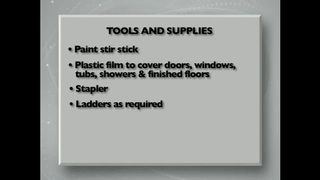 TOOLS AND SUPPLIES
• Paint stir stick
• Plastic film to cover doors, windows,
tubs, showers & finished floors
• Stapler
• Ladders as required